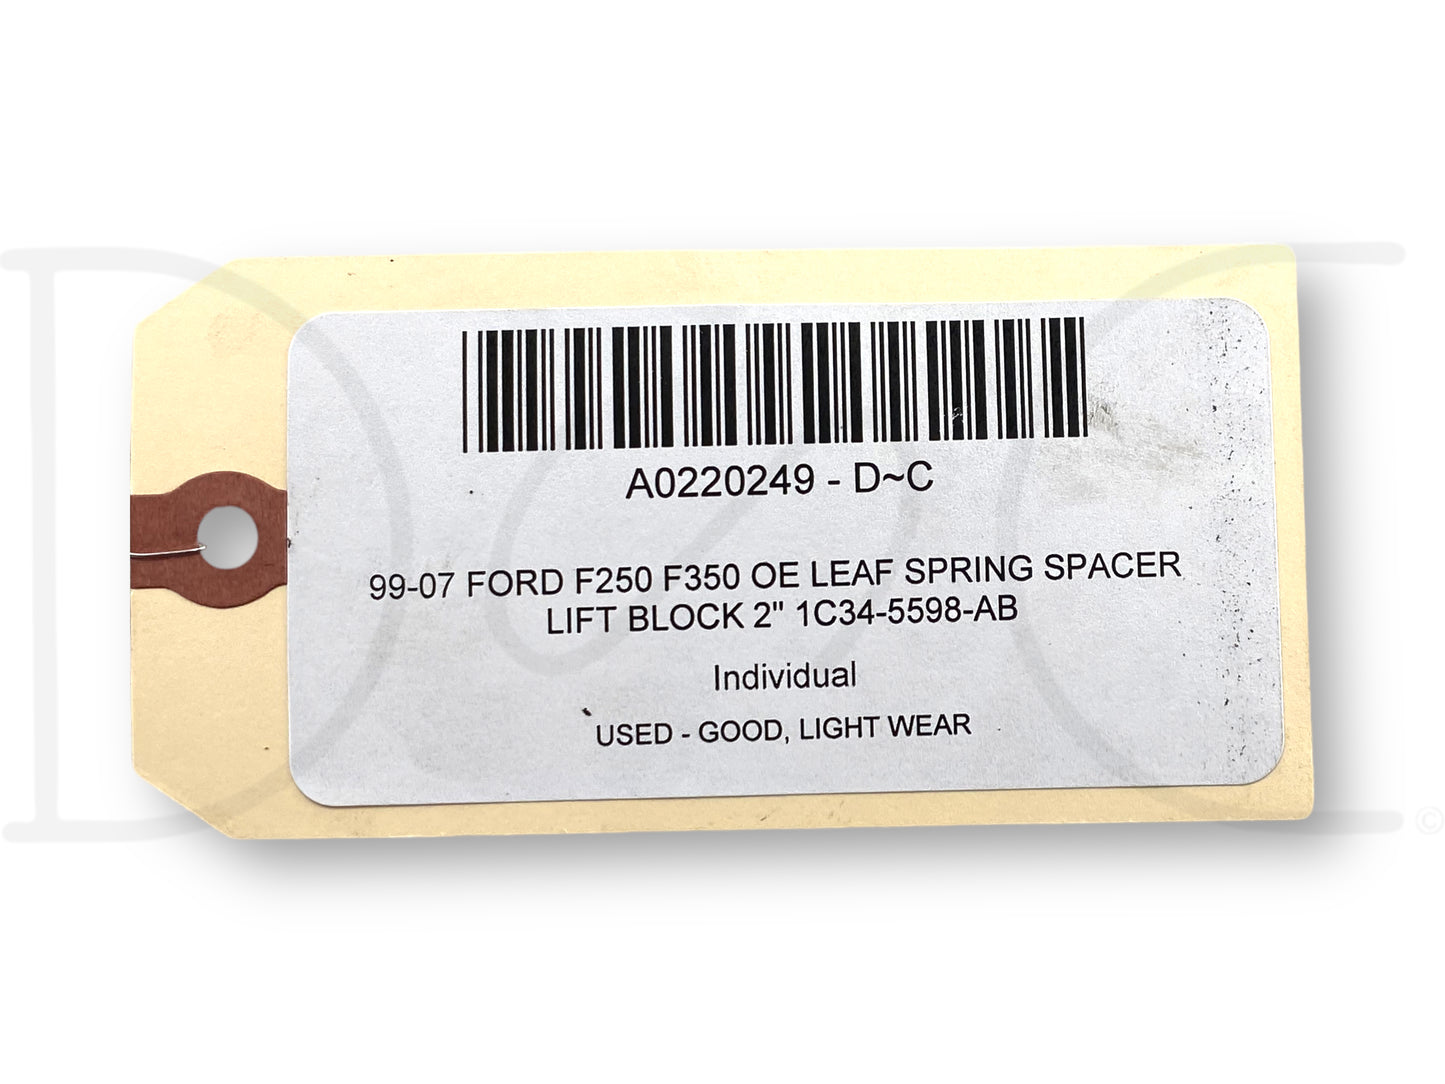 A0220249 - D~C
99-07 FORD F250 F350 OE LEAF SPRING SPACER
LIFT BLOCK 2" 1C34-5598-AB
Individual
USED - GOOD, LIGHT WEAR
D C
©